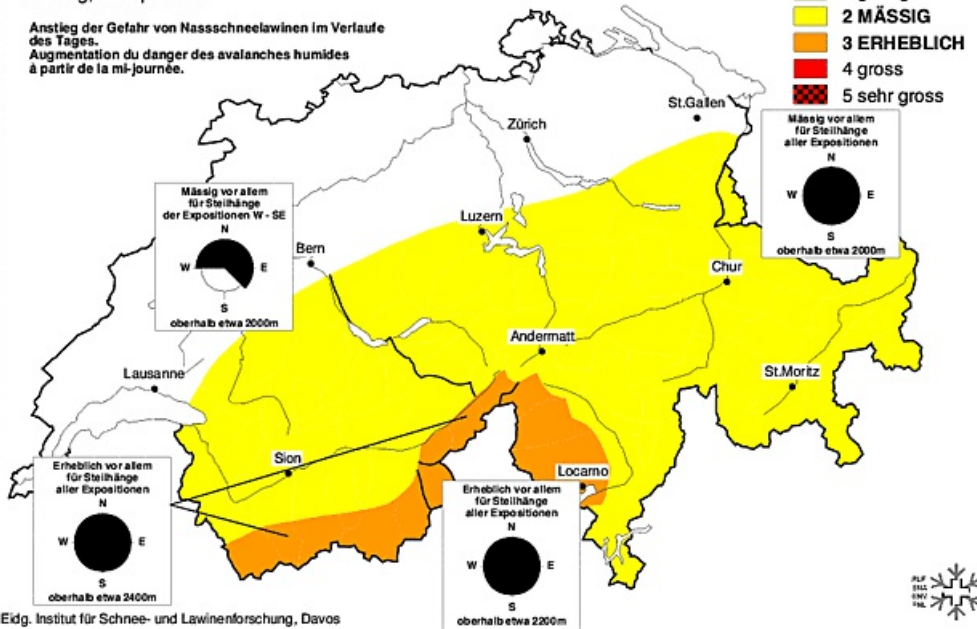 Anstieg der Gefahr von Nassschneelawinen im Verlaufe
des Tages.
Augmentation du danger des avalanches humides
à partir de la mi-journée.
2 MÄSSIG
3 ERHEBLICH
4 gross
5 sehr gross
St.Gallen
Zürich
Mässig vor allem
für Steilhänge
aller Expositionen
N
W E
S
oberhalb etwa 2000m
Mässig vor allem
für Steilhänge
der Expositionen W - SE
N
W E
S
oberhalb etwa 2000m
Luzern
Bern
Chur
Andermatt
Lausanne
St.Moritz
Sion
Locarno
Erheblich vor allem
für Steilhänge
aller Expositionen
N
W E
S
oberhalb etwa 2400m
Erheblich vor allem
für Steilhänge
aller Expositionen
N
W E
S
oberhalb etwa 2200m
Eidg. Institut für Schnee- und Lawinenforschung, Davos